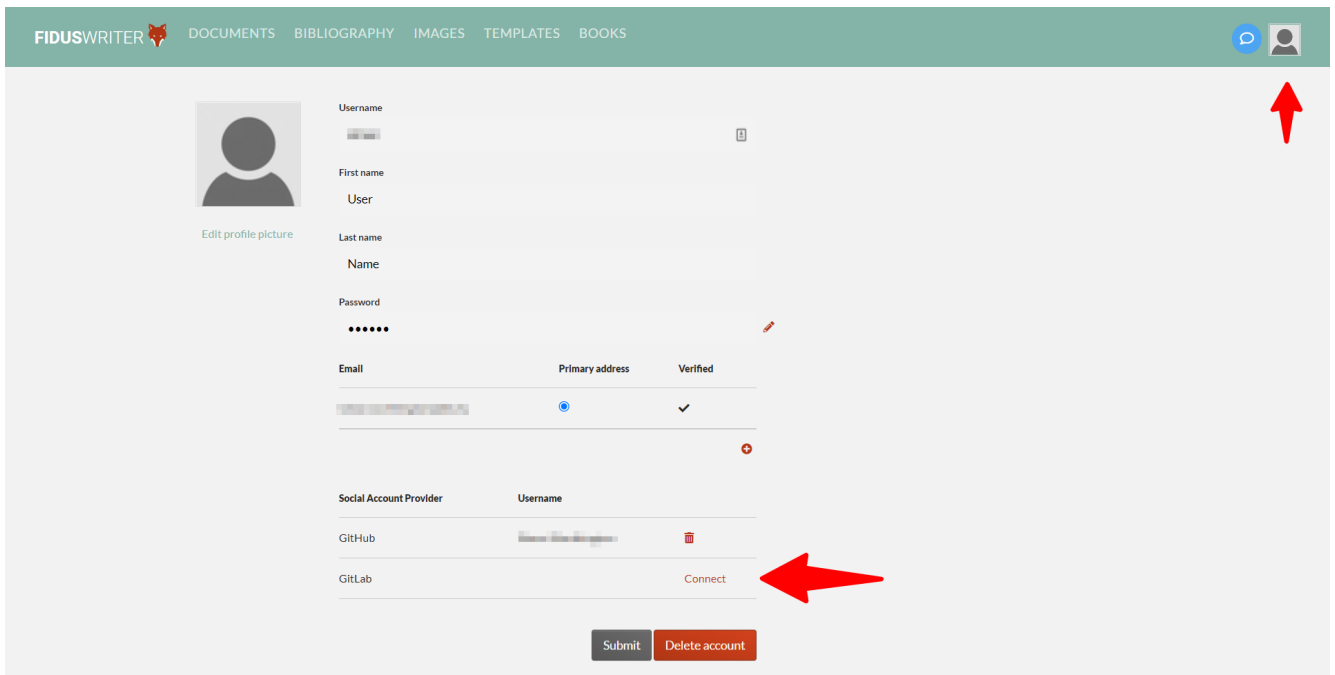 FIDUSWRITER DOCUMENTS BIBLIOGRAPHY IMAGES TEMPLATES BOOKS
Username
First name
User
Edit profile picture
Last name
Name
Password
••••••
Email Primary address Verified
Social Account Provider Username
GitHub
GitLab Connect
Submit Delete account